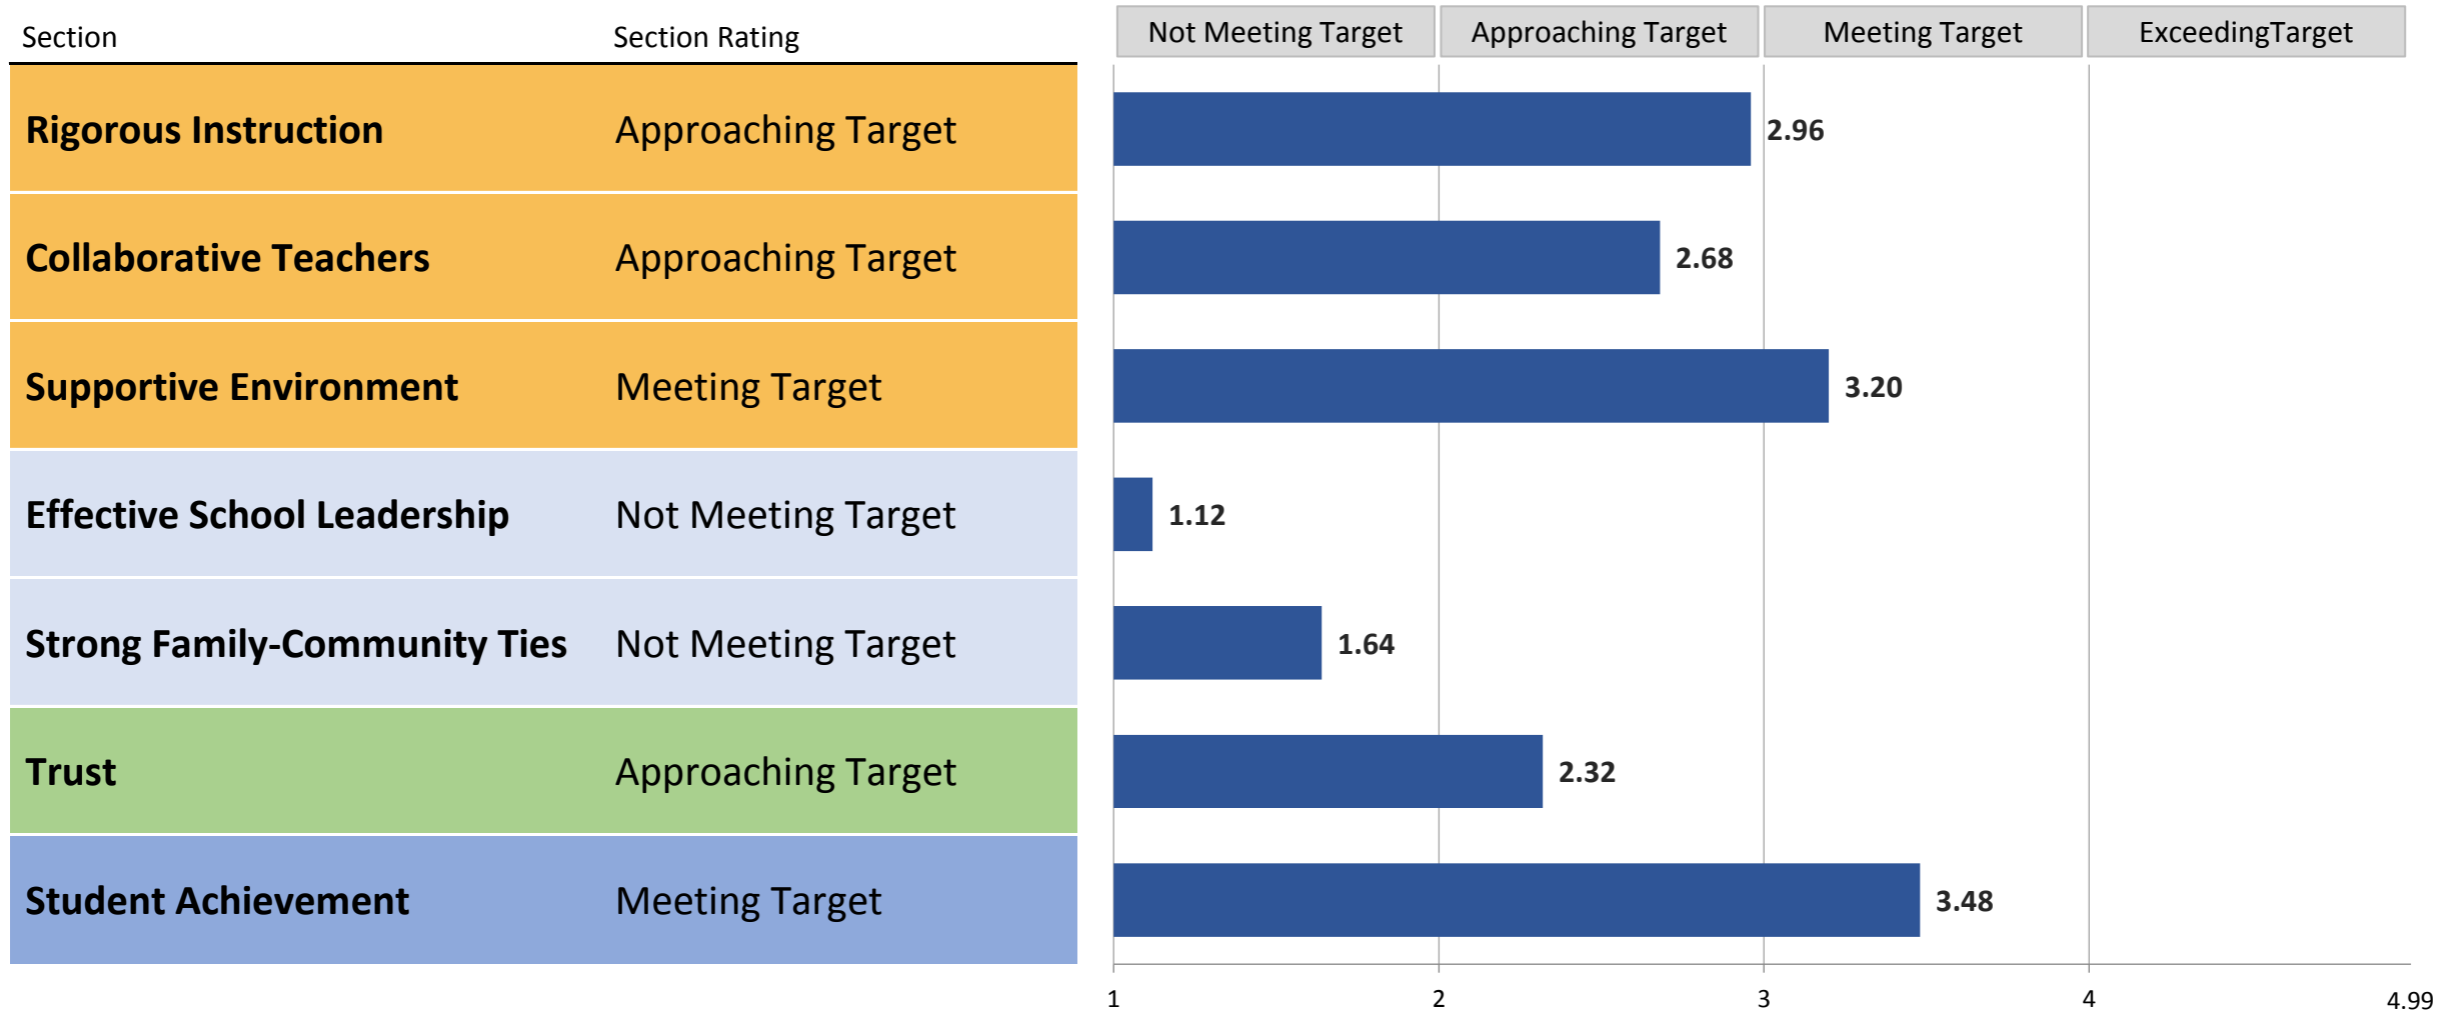 Section Section Rating Not Meeting Target Approaching Target Meeting Target ExceedingTarget
Rigorous Instruction Approaching Target 2.96
Collaborative Teachers Approaching Target 2.68
Supportive Environment Meeting Target 3.20
Effective School Leadership Not Meeting Target 1.12
Strong Family-Community Ties Not Meeting Target 1.64
Trust Approaching Target 2.32
Student Achievement Meeting Target 3.48
1 2 3 4 4.99